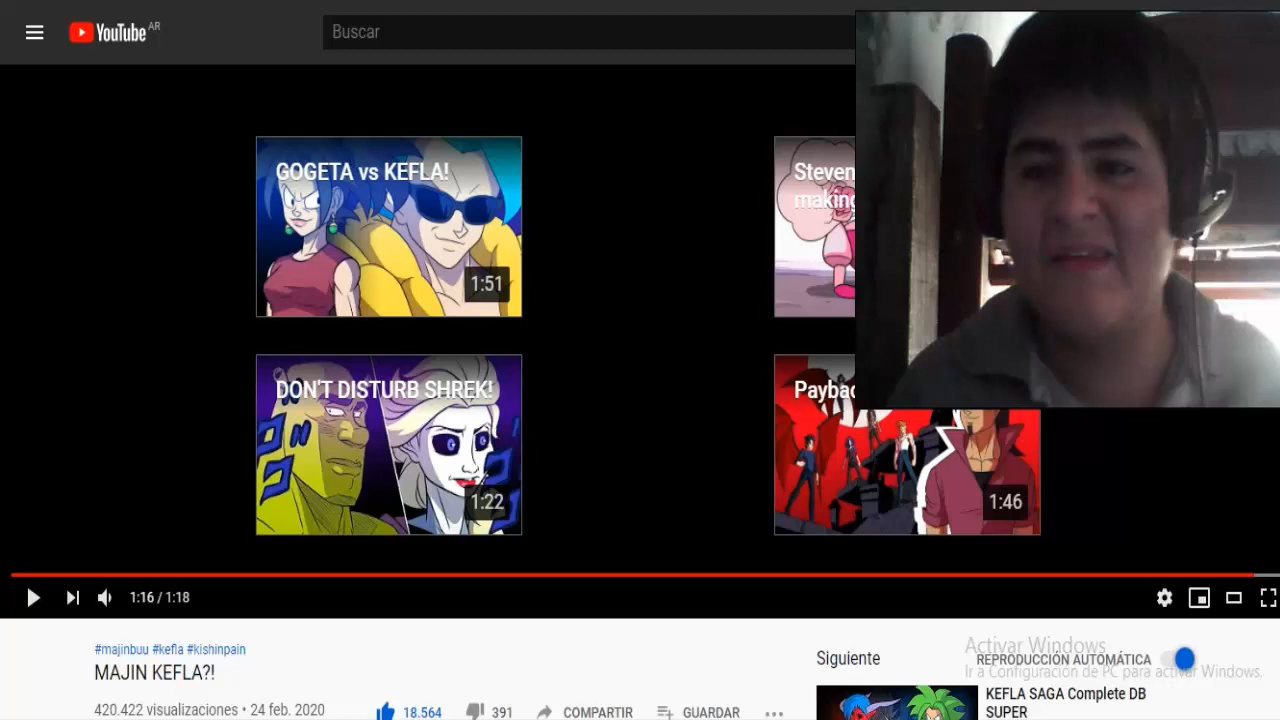 YouTube AR
Buscar
GOGETA vs KEFLA!
1:51
Steven
making
DON'T DISTURB SHREK!
1:22
Payba
1:46
1:16 / 1:18
#majinbuu #kefla #kishinpain
MAJIN KEFLA?!
420.422 visualizaciones • 24 feb. 2020
18.564
391
COMPARTIR
GUARDAR
Siguiente
REPRODUCCIÓN AUTOMÁTICA
Activar Windows
Ir a Configuración de PC para activar Windows.
KEFLA SAGA Complete DB
SUPER